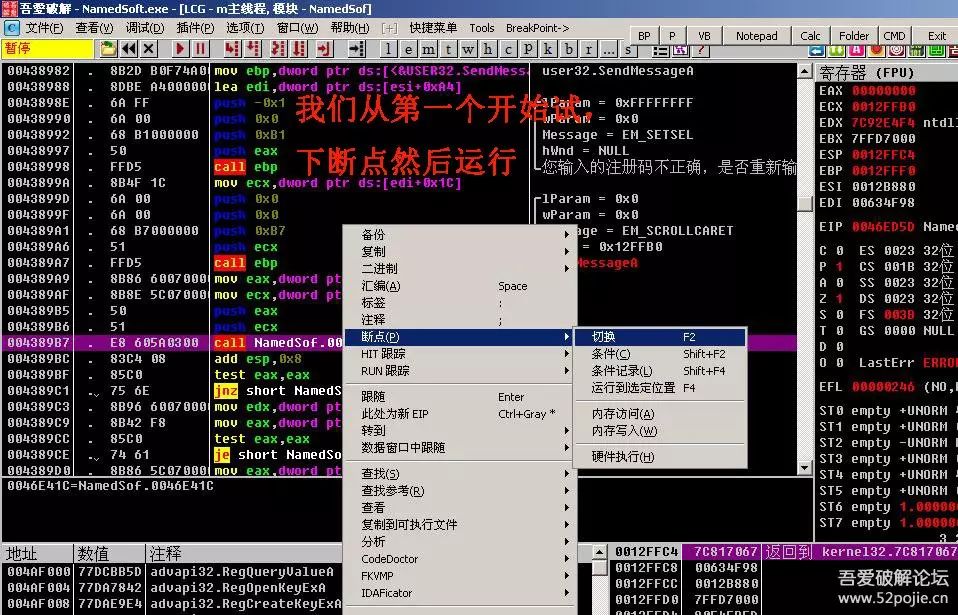 吾爱破解 - NamedSoft.exe - [LCG - m主线程, 模块 - NamedSof]
文件(F) 查看(V) 调试(D) 插件(P) 选项(T) 窗口(W) 帮助(H) [+] 快捷菜单 Tools BreakPoint->
BP P VB Notepad Calc Folder CMD Exit
暂停 l e m t w h c p k b r ... s
00438982 . 8B2D B0F74A0 mov ebp,dword ptr ds:[<&USER32.SendMess user32.SendMessageA
00438988 . 8DBE A4000000 lea edi,dword ptr ds:[esi+0xA4]
0043898E . 6A FF push -0x1 lParam = 0xFFFFFFFF
00438990 . 6A 00 push 0x0 wParam = 0x0
00438992 . 68 B1000000 push 0xB1 Message = EM_SETSEL
00438997 . 50 push eax hWnd = NULL
00438998 . FFD5 call ebp 您输入的注册码不正确，是否重新输
0043899A . 8B4F 1C mov ecx,dword ptr ds:[edi+0x1C]
0043899D . 6A 00 push 0x0 lParam = 0x0
0043899F . 6A 00 push 0x0 wParam = 0x0
004389A1 . 68 B7000000 push 0xB7 age = EM_SCROLLCARET
004389A6 . 51 push ecx = 0x12FFB0
004389A7 . FFD5 call ebp MessageA
004389A9 . 8B86 6007000 mov eax,dword pt
004389AF . 8B8E 5C07000 mov ecx,dword pt
004389B5 . 50 push eax
004389B6 . 51 push ecx
004389B7 . E8 605A0300 call NamedSof.00
004389BC . 83C4 08 add esp,0x8
004389BF . 85C0 test eax,eax
004389C1 . 75 6E jnz short NamedS
004389C3 . 8B96 6007000 mov edx,dword pt
004389C9 . 8B42 F8 mov eax,dword pt
004389CC . 85C0 test eax,eax
004389CE . 74 61 je short NamedSo
004389D0 . 8B86 5C07000 mov eax,dword pt
0046E41C=NamedSof.0046E41C
我们从第一个开始试,
下断点然后运行
备份
复制
二进制
汇编(A) Space
标签 :
注释 ;
断点(P)
HIT 跟踪
RUN 跟踪
跟随 Enter
此处为新 EIP Ctrl+Gray *
转到
数据窗口中跟随
查找(S)
查找参考(R)
查看
复制到可执行文件
分析
CodeDoctor
FKVMP
IDAFicator
切换 F2
条件(C) Shift+F2
条件记录(L) Shift+F4
运行到选定位置 F4
内存访问(A)
内存写入(W)
硬件执行(H)
寄存器 (FPU)
EAX 00000000
ECX 0012FFB0
EDX 7C92E4F4 ntdll
EBX 7FFD7000
ESP 0012FFC4
EBP 0012FFF0
ESI 0012B880
EDI 00634F98
EIP 0046ED5D Named
C 0 ES 0023 32位
P 1 CS 001B 32位
A 0 SS 0023 32位
Z 1 DS 0023 32位
S 0 FS 003B 32位
T 0 GS 0000 NULL
D 0
O 0 LastErr ERROR
EFL 00000246 (NO,
ST0 empty +UNORM
ST1 empty +UNORM
ST2 empty -UNORM
ST3 empty +UNORM
ST4 empty +UNORM
ST5 empty +UNORM
ST6 empty 1.00000
ST7 empty 1.00000
3 2
地址 数值 注释
004AF000 77DCBB5D advapi32.RegQueryValueA
004AF004 77DA7842 advapi32.RegOpenKeyExA
004AF008 77DAE9E4 advapi32.RegCreateKeyExA
0012FFC4 7C817067 返回到 kernel32.7C817067
0012FFC8 00634F98
0012FFCC 0012B880
0012FFD0 7FFD7000
吾爱破解论坛
www.52pojie.cn